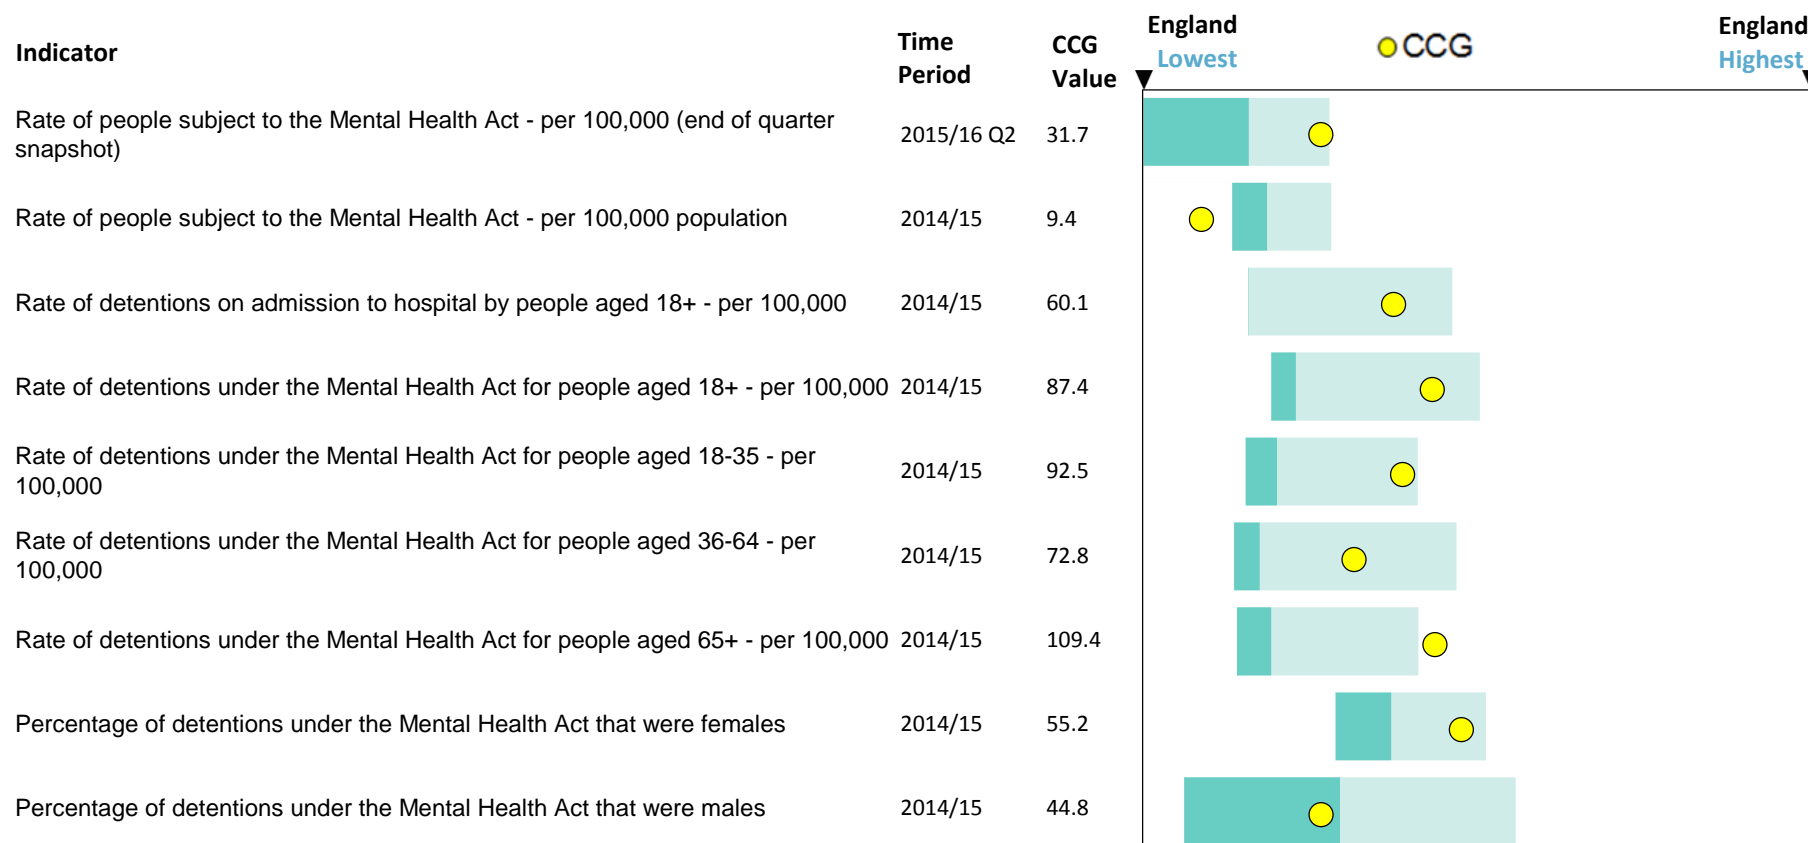 Indicator
Time Period
CCG Value
England Lowest
CCG
England Highest
Rate of people subject to the Mental Health Act - per 100,000 (end of quarter
snapshot)
2015/16 Q2
31.7
Rate of people subject to the Mental Health Act - per 100,000 population
2014/15
9.4
Rate of detentions on admission to hospital by people aged 18+ - per 100,000
2014/15
60.1
Rate of detentions under the Mental Health Act for people aged 18+ - per 100,000
2014/15
87.4
Rate of detentions under the Mental Health Act for people aged 18-35 - per
100,000
2014/15
92.5
Rate of detentions under the Mental Health Act for people aged 36-64 - per
100,000
2014/15
72.8
Rate of detentions under the Mental Health Act for people aged 65+ - per 100,000
2014/15
109.4
Percentage of detentions under the Mental Health Act that were females
2014/15
55.2
Percentage of detentions under the Mental Health Act that were males
2014/15
44.8